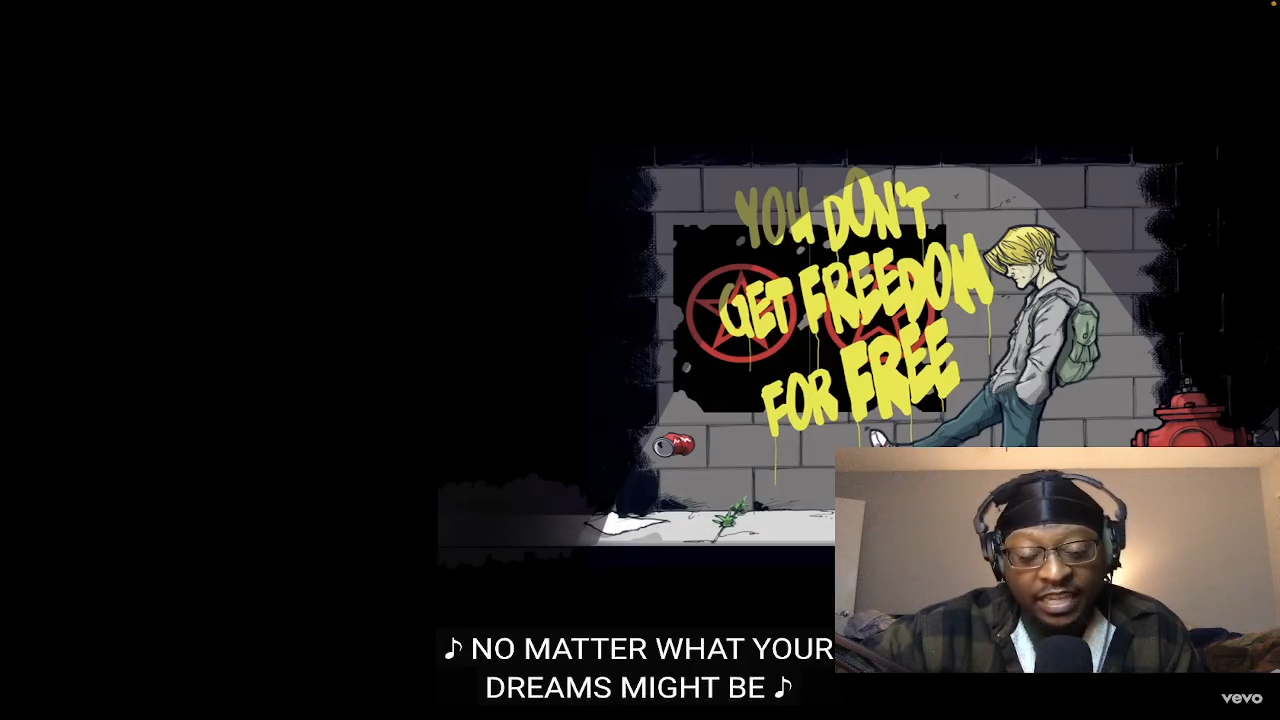 YOU DON'T
GET FREEDOM
FOR FREE
♪ NO MATTER WHAT YOUR
DREAMS MIGHT BE ♪
vevo